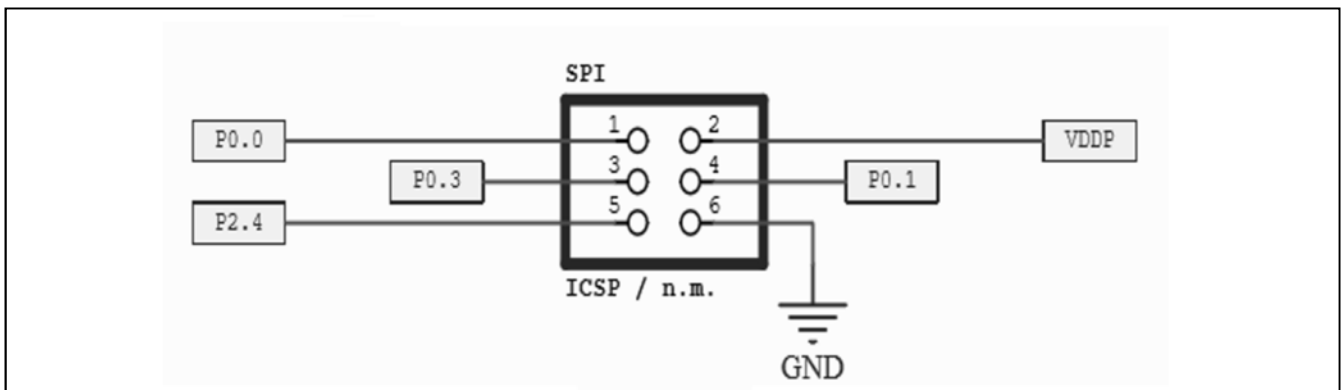 SPI
P0.0 1 2 VDDP
P0.3 3 4 P0.1
P2.4 5 6
ICSP / n.m.
GND